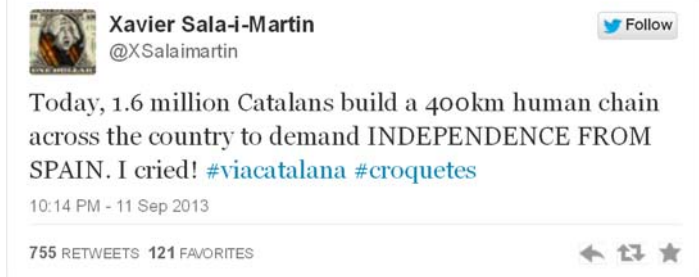 Xavier Sala-i-Martin
Follow
@XSalaimartin
Today, 1.6 million Catalans build a 400km human chain
across the country to demand INDEPENDENCE FROM
SPAIN. I cried! #viacatalana #croquetes
10:14 PM - 11 Sep 2013
755 RETWEETS 121 FAVORITES